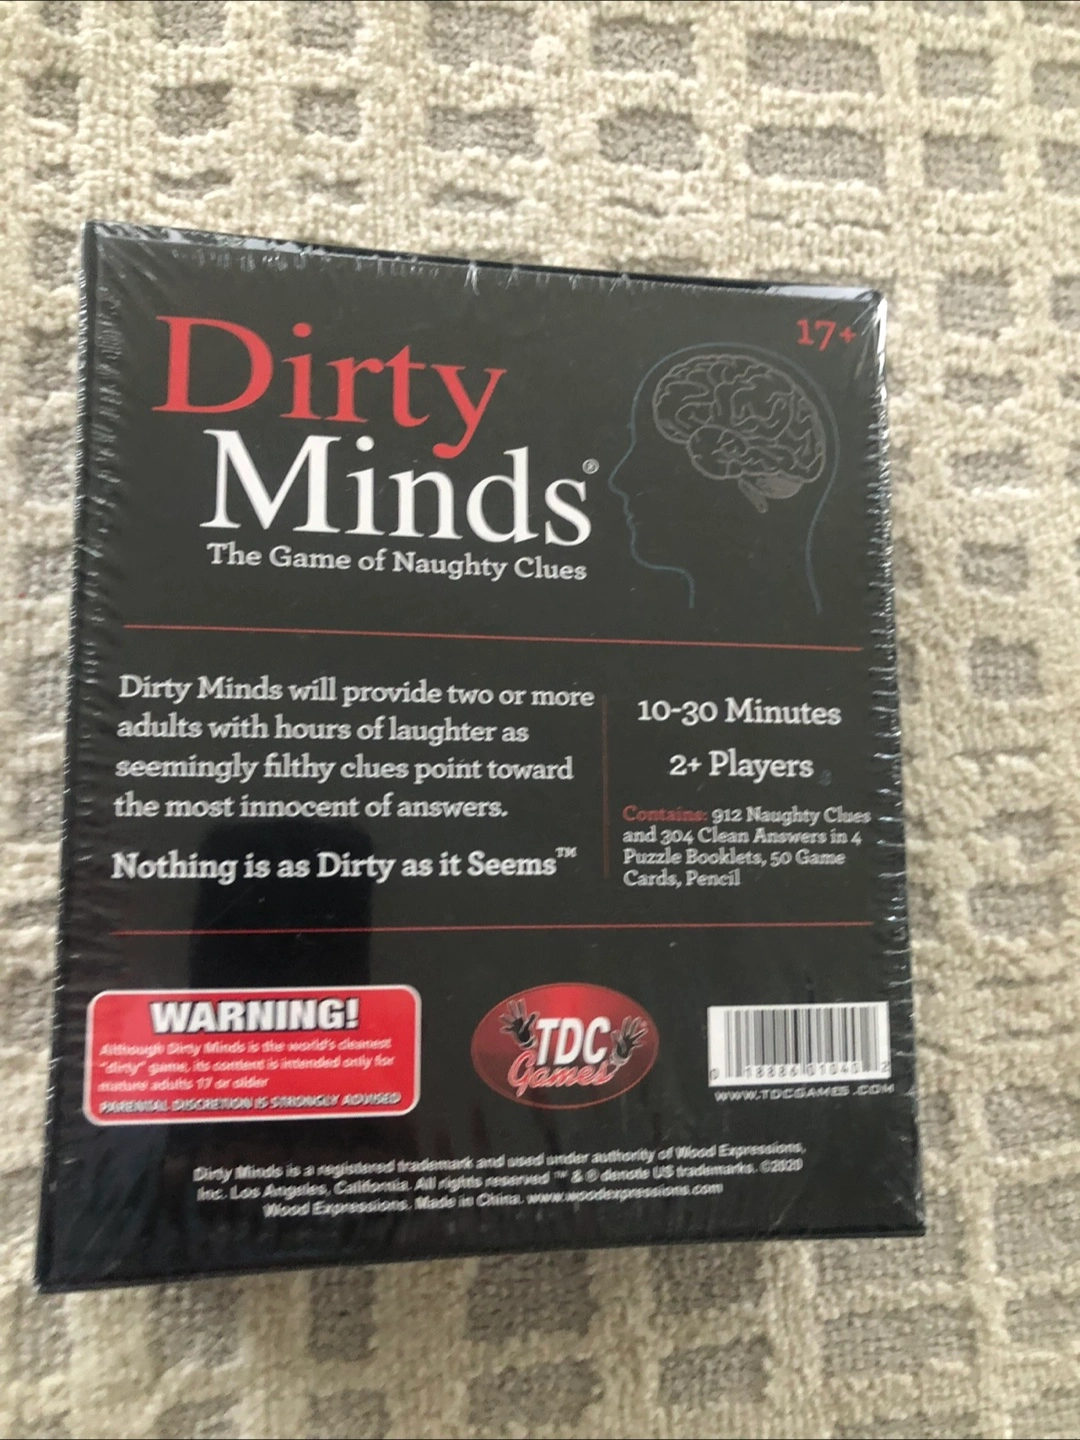 17+
Dirty
Minds®
The Game of Naughty Clues
Dirty Minds will provide two or more
adults with hours of laughter as
seemingly filthy clues point toward
the most innocent of answers.
Nothing is as Dirty as it Seems™
10-30 Minutes
2+ Players
Contains: 912 Naughty Clues
and 304 Clean Answers in 4
Puzzle Booklets, 50 Game
Cards, Pencil
WARNING!
Although Dirty Minds is the world's cleanest
"dirty" game, its content is intended only for
mature adults 17 or older
PARENTAL DISCRETION IS STRONGLY ADVISED
TDC
Games
0 18886 01040 2
WWW.TDCGAMES.COM
Dirty Minds is a registered trademark and used under authority of Wood Expressions,
Inc. Los Angeles, California. All rights reserved ™ & ® denote US trademarks. ©2020
Wood Expressions. Made in China. www.woodexpressions.com